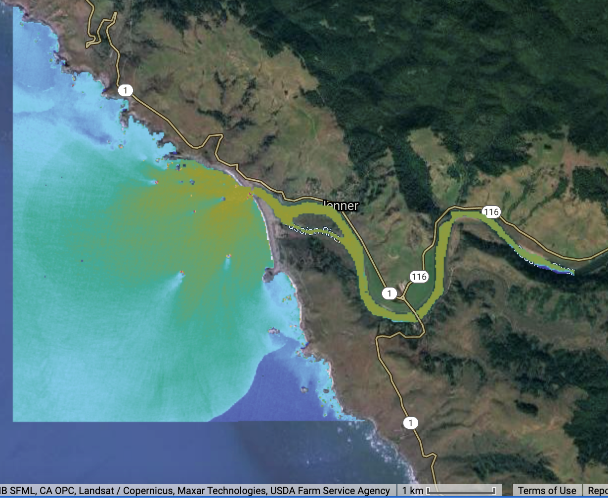 1
Jenner
116
116
1
1
IB SFML, CA OPC, Landsat / Copernicus, Maxar Technologies, USDA Farm Service Agency
1 km
Terms of Use
Repo